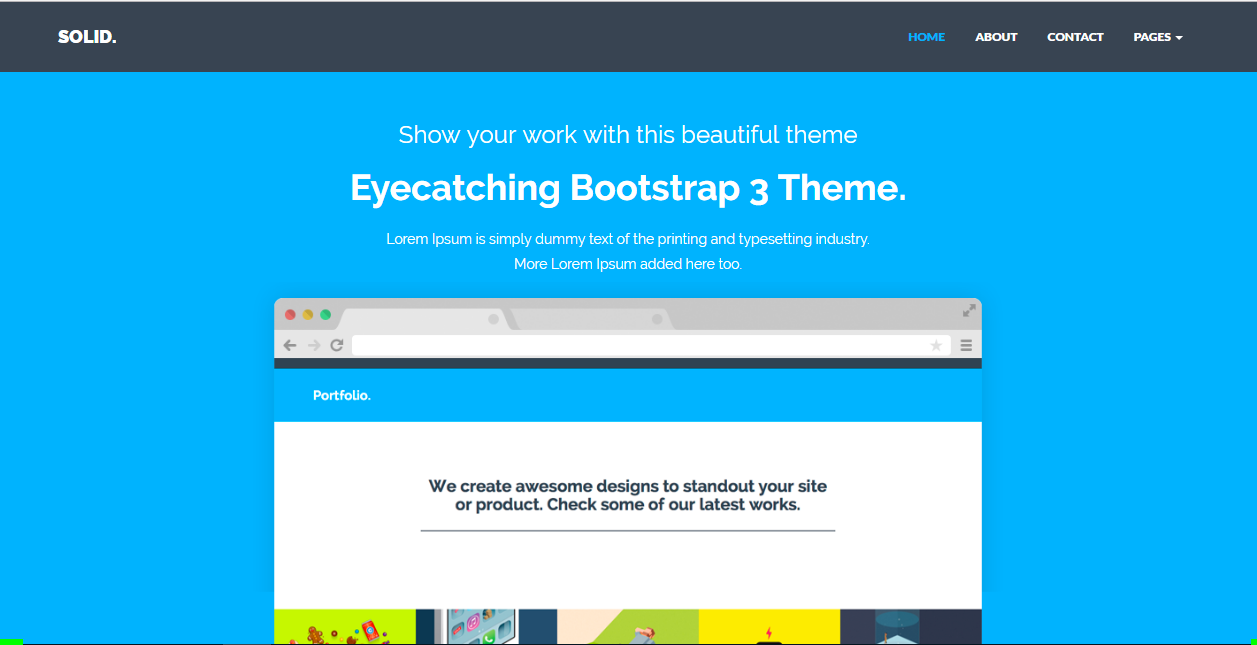 SOLID.
HOME ABOUT CONTACT PAGES
Show your work with this beautiful theme
Eyecatching Bootstrap 3 Theme.
Lorem Ipsum is simply dummy text of the printing and typesetting industry.
More Lorem Ipsum added here too.
Portfolio.
We create awesome designs to standout your site
or product. Check some of our latest works.